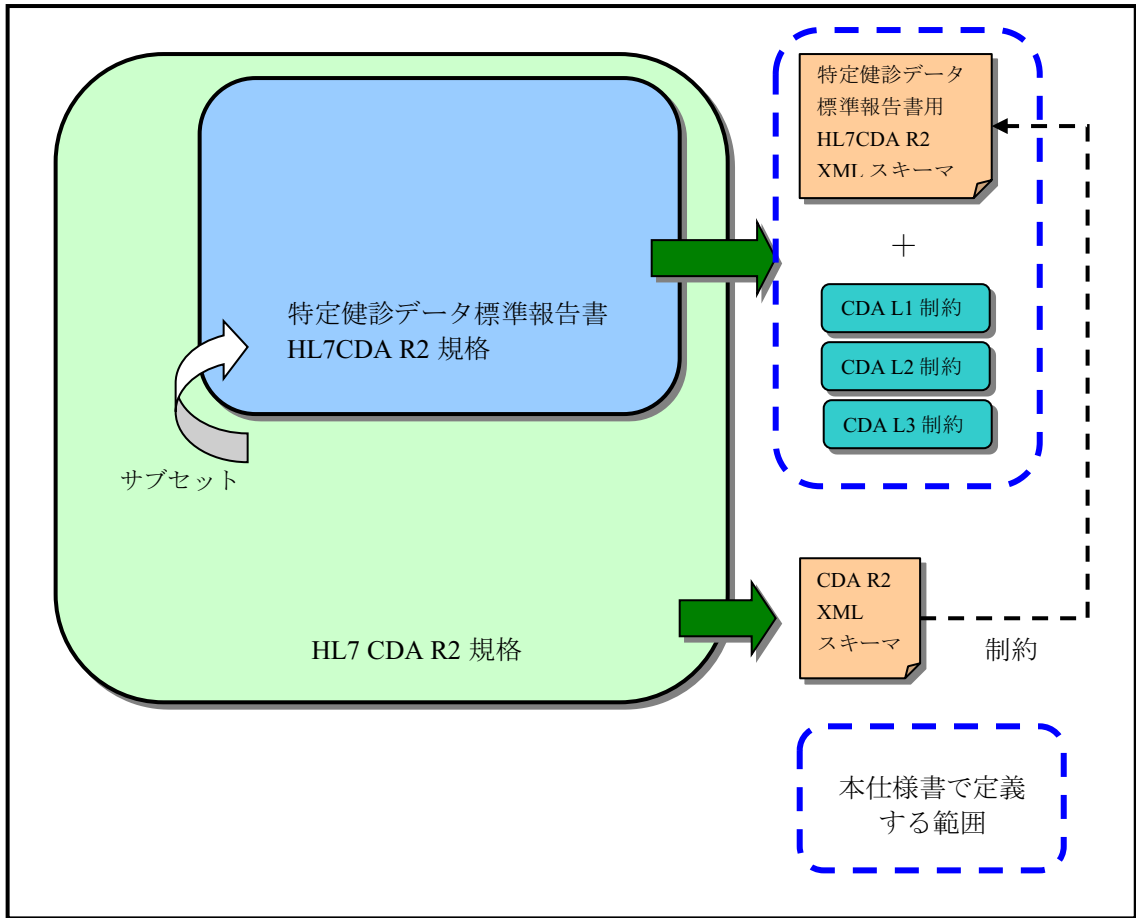 特定健診データ標準報告書
HL7CDA R2 規格
サブセット
HL7 CDA R2 規格
特定健診データ
標準報告書用
HL7CDA R2
XML スキーマ
＋
CDA L1 制約
CDA L2 制約
CDA L3 制約
CDA R2
XML
スキーマ
制約
本仕様書で定義
する範囲